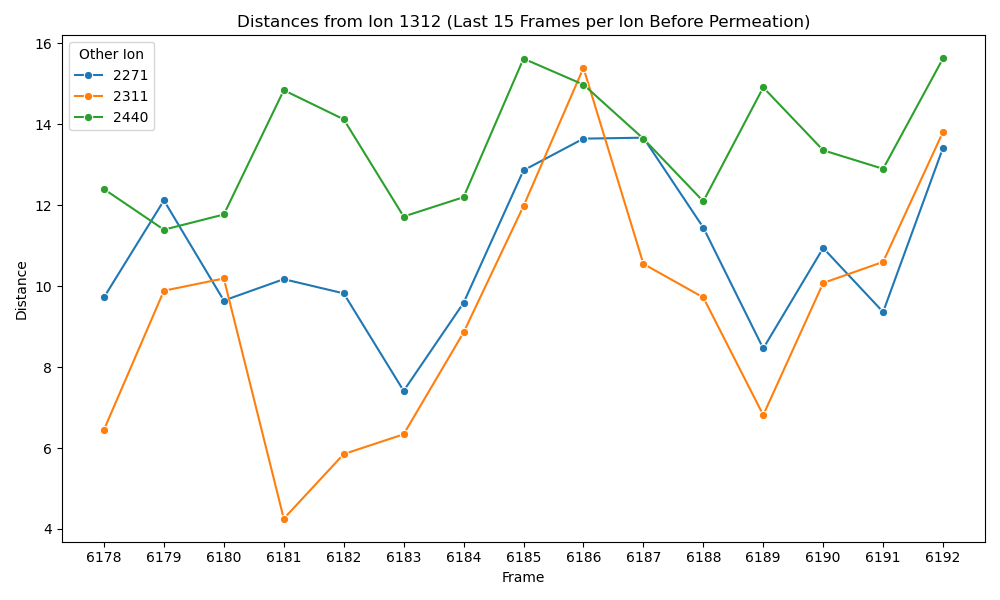 Distances from Ion 1312 (Last 15 Frames per Ion Before Permeation)
Other Ion
2271
2311
2440
Distance
16
14
12
10
8
6
4
6178 6179 6180 6181 6182 6183 6184 6185 6186 6187 6188 6189 6190 6191 6192
Frame